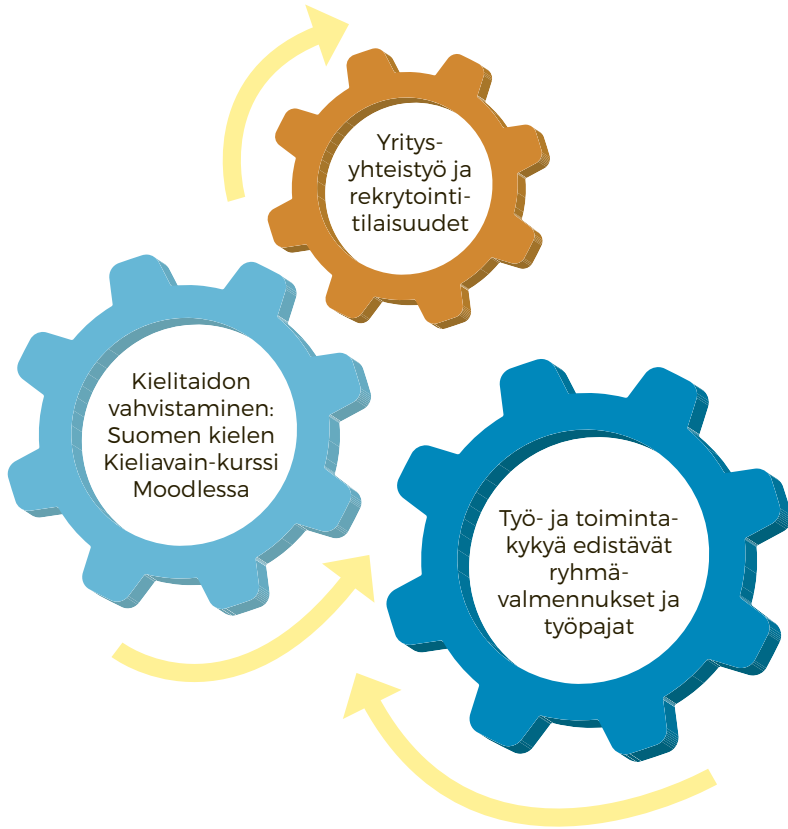 Yritys-
yhteistyö ja
rekrytointi-
tilaisuudet
Kielitaidon
vahvistaminen:
Suomen kielen
Kieliavain-kurssi
Moodlessa
Työ- ja toiminta-
kykyä edistävät
ryhmä-
valmennukset ja
työpajat